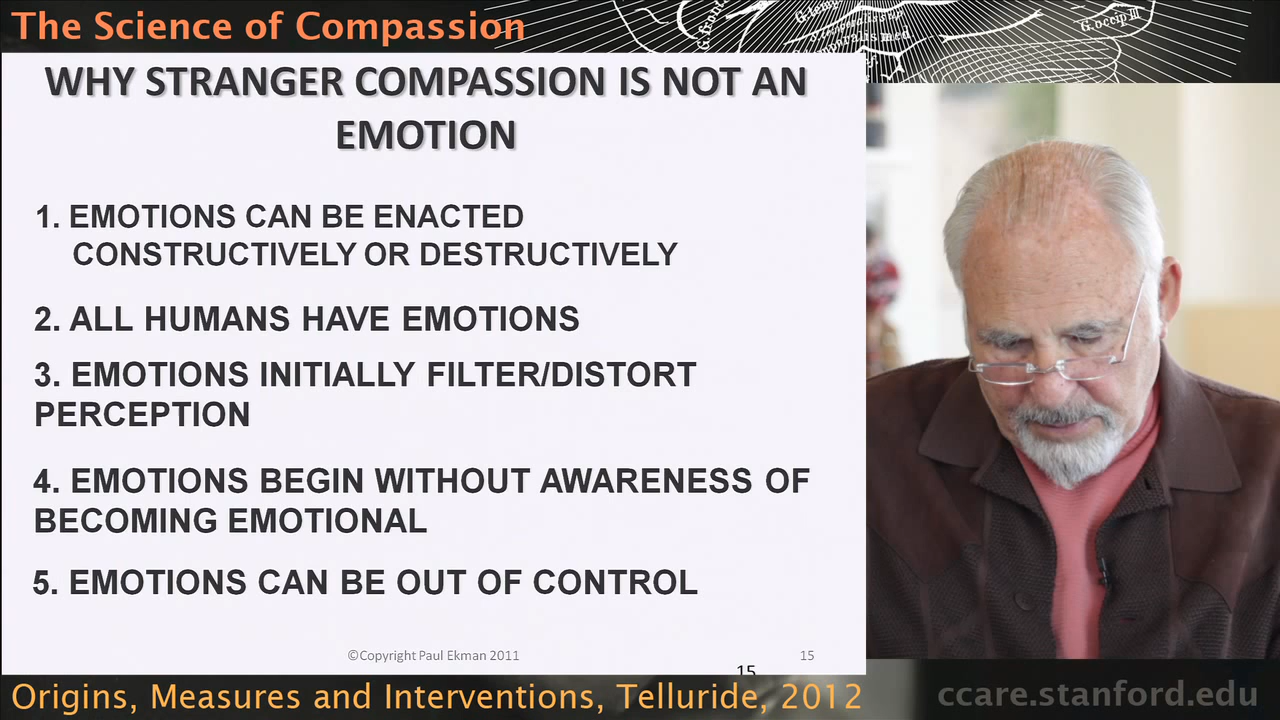 The Science of Compassion
G.occip
WHY STRANGER COMPASSION IS NOT AN
EMOTION
1. EMOTIONS CAN BE ENACTED
CONSTRUCTIVELY OR DESTRUCTIVELY
2. ALL HUMANS HAVE EMOTIONS
3. EMOTIONS INITIALLY FILTER/DISTORT
PERCEPTION
4. EMOTIONS BEGIN WITHOUT AWARENESS OF
BECOMING EMOTIONAL
5. EMOTIONS CAN BE OUT OF CONTROL
©Copyright Paul Ekman 2011
15
15
Origins, Measures and Interventions, Telluride, 2012
ccare.stanford.edu